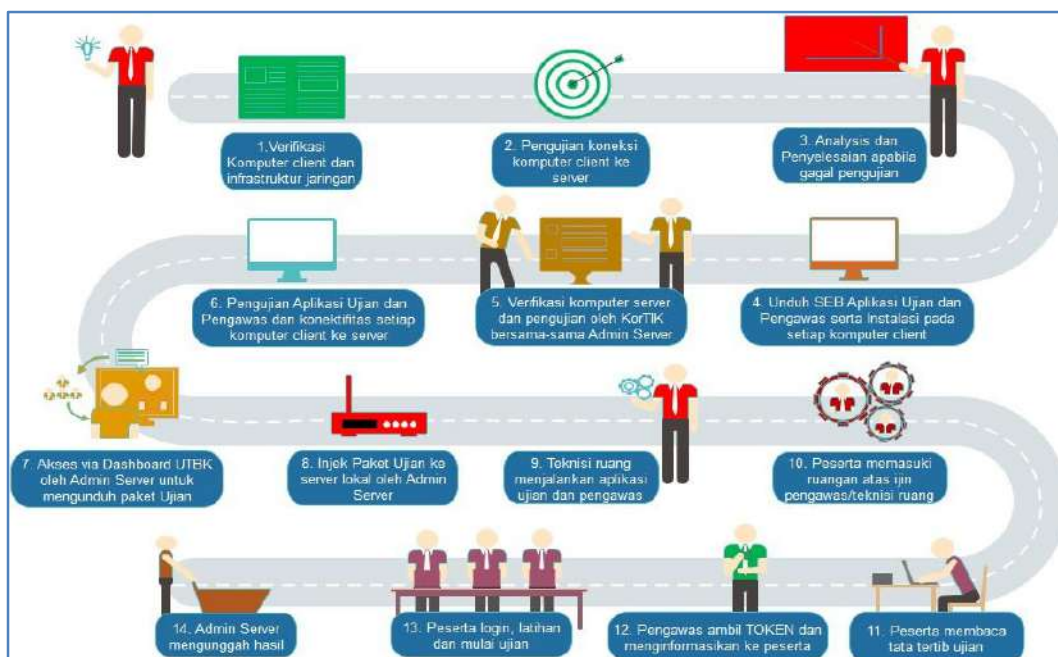 1.Verifikasi
Komputer client dan
infrastruktur jaringan
2. Pengujian koneksi
komputer client ke
server
3. Analysis dan
Penyelesaian apabila
gagal pengujian
4. Unduh SEB Aplikasi Ujian dan
Pengawas serta Instalasi pada
setiap komputer client
5. Verifikasi komputer server
dan pengujian oleh KorTIK
bersama-sama Admin Server
6. Pengujian Aplikasi Ujian dan
Pengawas dan konektifitas setiap
komputer client ke server
7. Akses via Dashboard UTBK
oleh Admin Server untuk
mengunduh paket Ujian
8. Injek Paket Ujian ke
server lokal oleh Admin
Server
9. Teknisi ruang
menjalankan aplikasi
ujian dan pengawas
10. Peserta memasuki
ruangan atas ijin
pengawas/teknisi ruang
11. Peserta membaca
tata tertib ujian
12. Pengawas ambil TOKEN dan
menginformasikan ke peserta
13. Peserta login, latihan
dan mulai ujian
14. Admin Server
mengunggah hasil